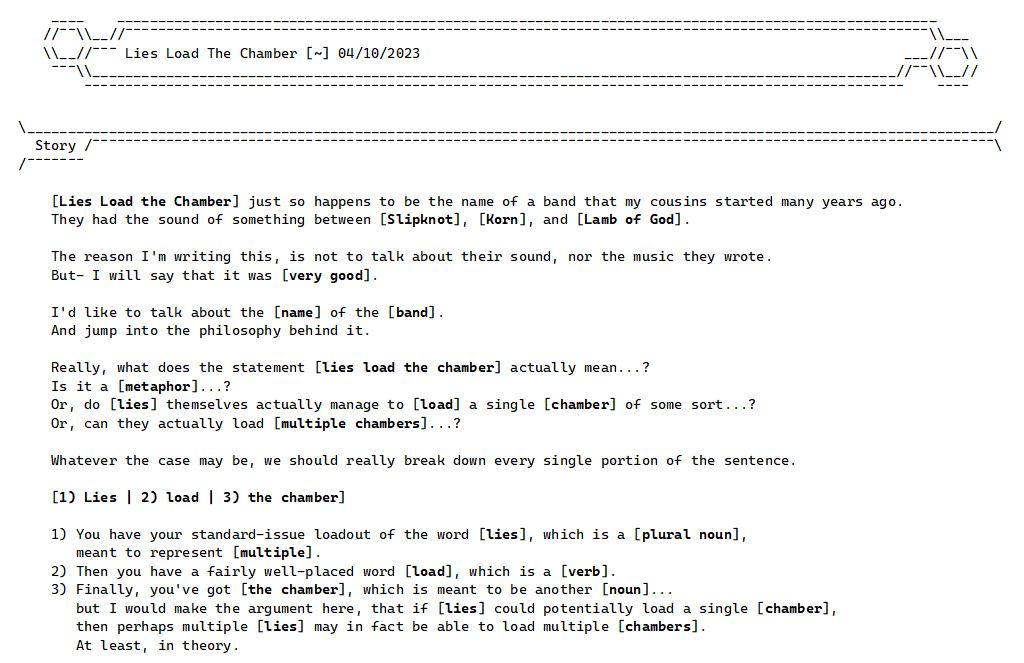 Lies Load The Chamber [~] 04/10/2023
Story
[Lies Load the Chamber] just so happens to be the name of a band that my cousins started many years ago.
They had the sound of something between [Slipknot], [Korn], and [Lamb of God].
The reason I'm writing this, is not to talk about their sound, nor the music they wrote.
But- I will say that it was [very good].
I'd like to talk about the [name] of the [band].
And jump into the philosophy behind it.
Really, what does the statement [lies load the chamber] actually mean...?
Is it a [metaphor]...?
Or, do [lies] themselves actually manage to [load] a single [chamber] of some sort...?
Or, can they actually load [multiple chambers]...?
Whatever the case may be, we should really break down every single portion of the sentence.
[1) Lies | 2) load | 3) the chamber]
1) You have your standard-issue loadout of the word [lies], which is a [plural noun],
meant to represent [multiple].
2) Then you have a fairly well-placed word [load], which is a [verb].
3) Finally, you've got [the chamber], which is meant to be another [noun]...
but I would make the argument here, that if [lies] could potentially load a single [chamber],
then perhaps multiple [lies] may in fact be able to load multiple [chambers].
At least, in theory.